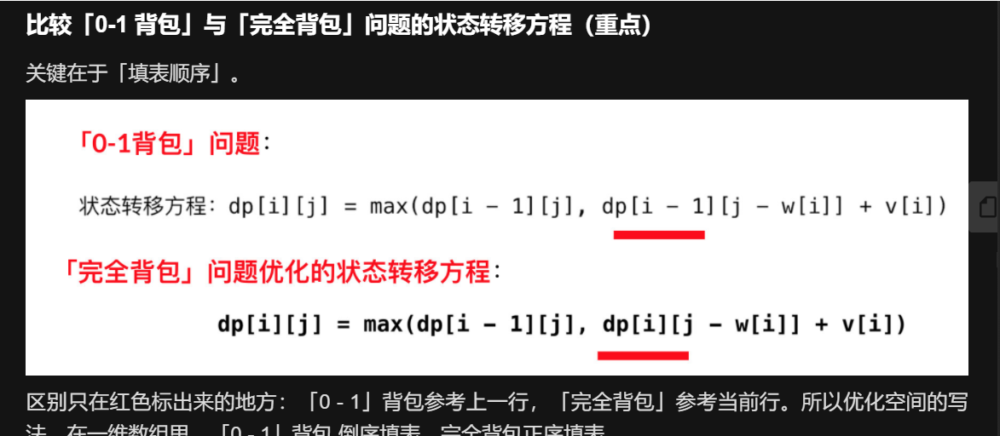 比较「0-1 背包」与「完全背包」问题的状态转移方程（重点）
关键在于「填表顺序」。
「0-1背包」问题：
状态转移方程：dp[i][j] = max(dp[i − 1][j], dp[i − 1][j − w[i]] + v[i])
「完全背包」问题优化的状态转移方程：
dp[i][j] = max(dp[i − 1][j], dp[i][j − w[i]] + v[i])
区别只在红色标出来的地方：「0 - 1」背包参考上一行，「完全背包」参考当前行。所以优化空间的写
法，在一维数组里，「0 - 1」背包 倒序填表，完全背包正序填表。